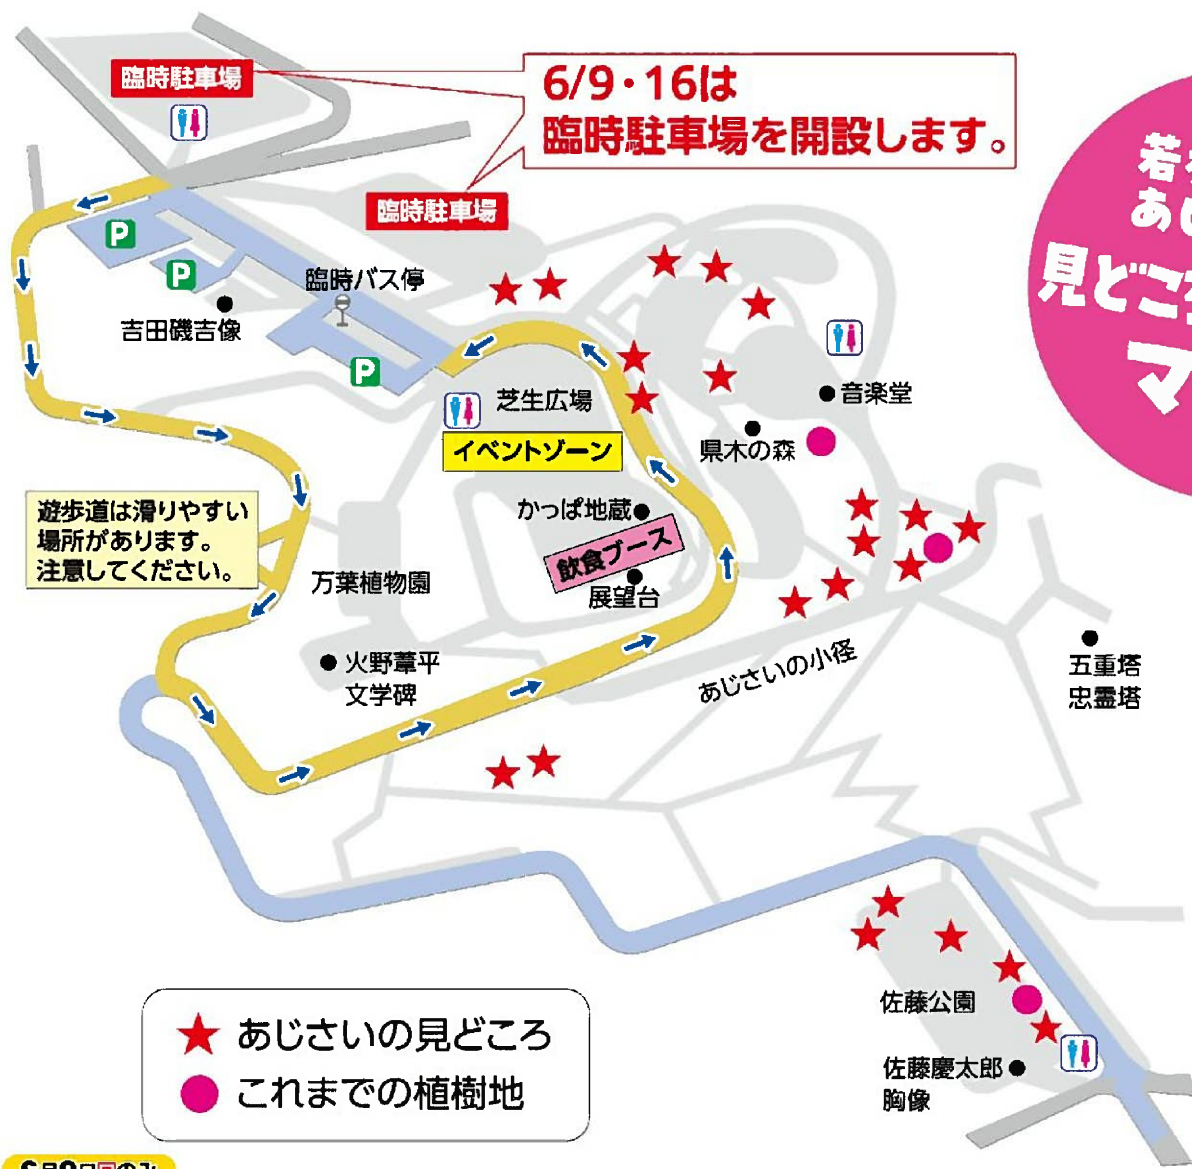 臨時駐車場
6/9・16は
臨時駐車場を開設します。
臨時駐車場
若
あ
見どこ
マ
P
P
臨時バス停
吉田磯吉像
P
芝生広場
イベントゾーン
音楽堂
県木の森
遊歩道は滑りやすい
場所があります。
注意してください。
かっぱ地蔵
飲食ブース
展望台
万葉植物園
火野葦平
文学碑
あじさいの小径
五重塔
忠霊塔
佐藤公園
佐藤慶太郎
胸像
あじさいの見どころ
これまでの植樹地